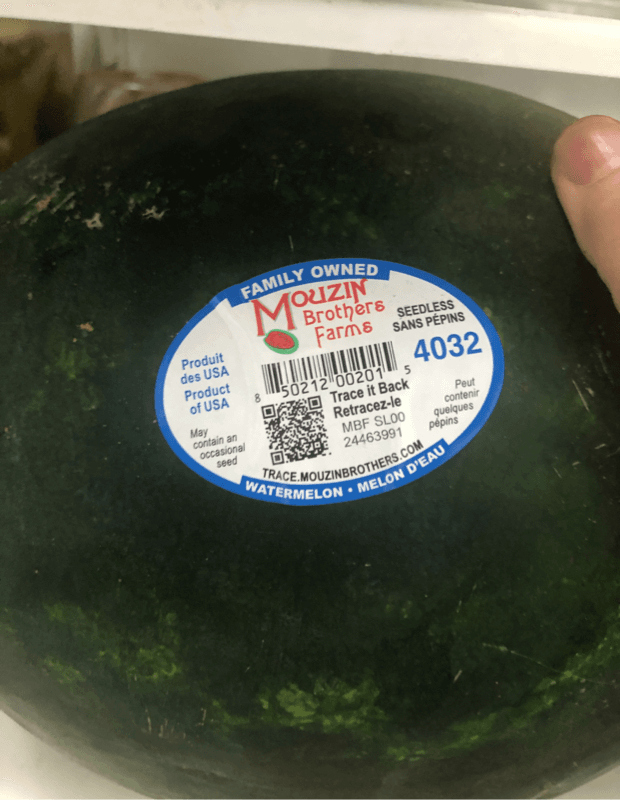 FAMILY OWNED
MOUZIN
Brothers
Farms
SEEDLESS
SANS PÉPINS
4032
Produit
des USA
Product
of USA
8 50212 00201 5
Trace it Back
Retracez-le
MBF SL00
24463991
May
contain an
occasional
seed
Peut
contenir
quelques
pépins
TRACE.MOUZINBROTHERS.COM
WATERMELON • MELON D'EAU